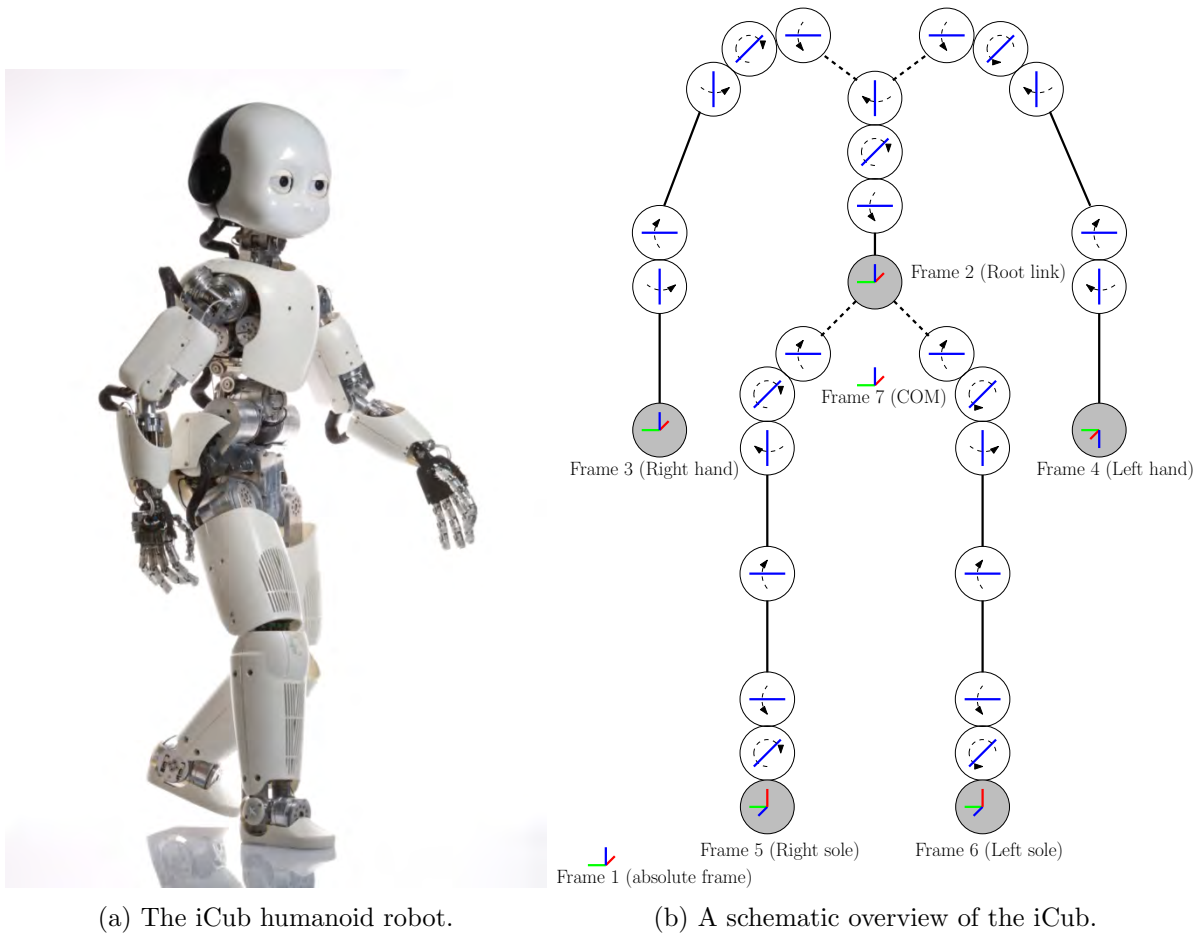 Frame 2 (Root link)
Frame 7 (COM)
Frame 3 (Right hand)
Frame 4 (Left hand)
Frame 5 (Right sole)
Frame 6 (Left sole)
Frame 1 (absolute frame)
(a) The iCub humanoid robot.
(b) A schematic overview of the iCub.